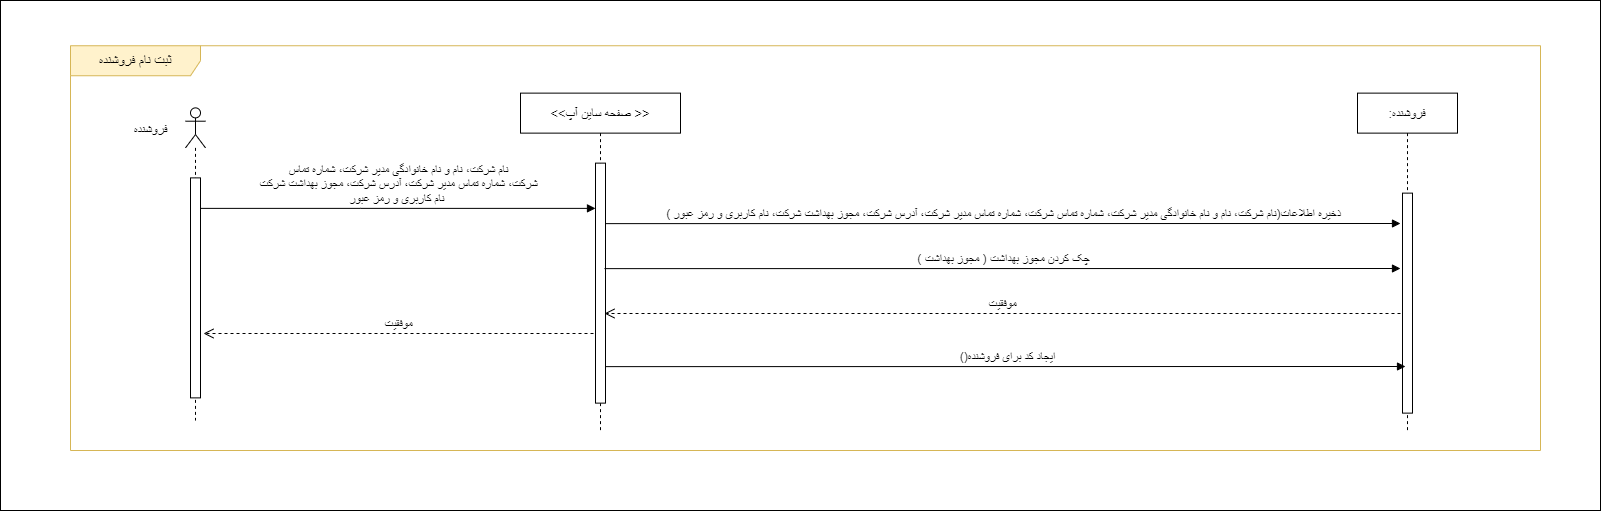 ثبت نام فروشنده
فروشنده
<< صفحه ساین آپ>>
فروشنده:
نام شرکت، نام و نام خانوادگی مدیر شرکت، شماره تماس
شرکت، شماره تماس مدیر شرکت، آدرس شرکت، مجوز بهداشت شرکت
نام کاربری و رمز عبور
ذخیره اطلاعات(نام شرکت، نام و نام خانوادگی مدیر شرکت، شماره تماس شرکت، شماره تماس مدیر شرکت، آدرس شرکت، مجوز بهداشت شرکت، نام کاربری و رمز عبور )
چک کردن مجوز بهداشت ( مجوز بهداشت )
موفقیت
موفقیت
ایجاد کد برای فروشنده()